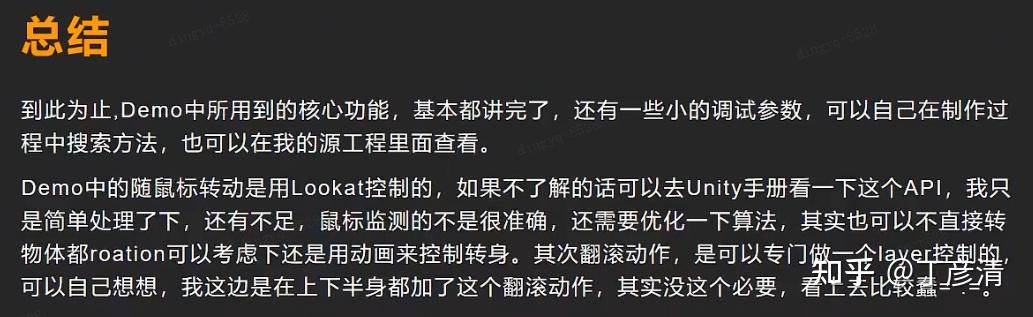 总结
到此为止,Demo中所用到的核心功能，基本都讲完了，还有一些小的调试参数，可以自己在制作过
程中搜索方法，也可以在我的源工程里面查看。
Demo中的随鼠标转动是用Lookat控制的，如果不了解的话可以去Unity手册看一下这个API，我只
是简单处理了下，还有不足，鼠标监测的不是很准确，还需要优化一下算法，其实也可以不直接转
物体都roation可以考虑下还是用动画来控制转身。其次翻滚动作，是可以专门做一个layer控制的，
可以自己想想，我这边是在上下半身都加了这个翻滚动作，其实没这个必要，看上去比较蠢=.=。
知乎 @丁彦清
dingyq-8528
dingyq-8528
dingyq-8528